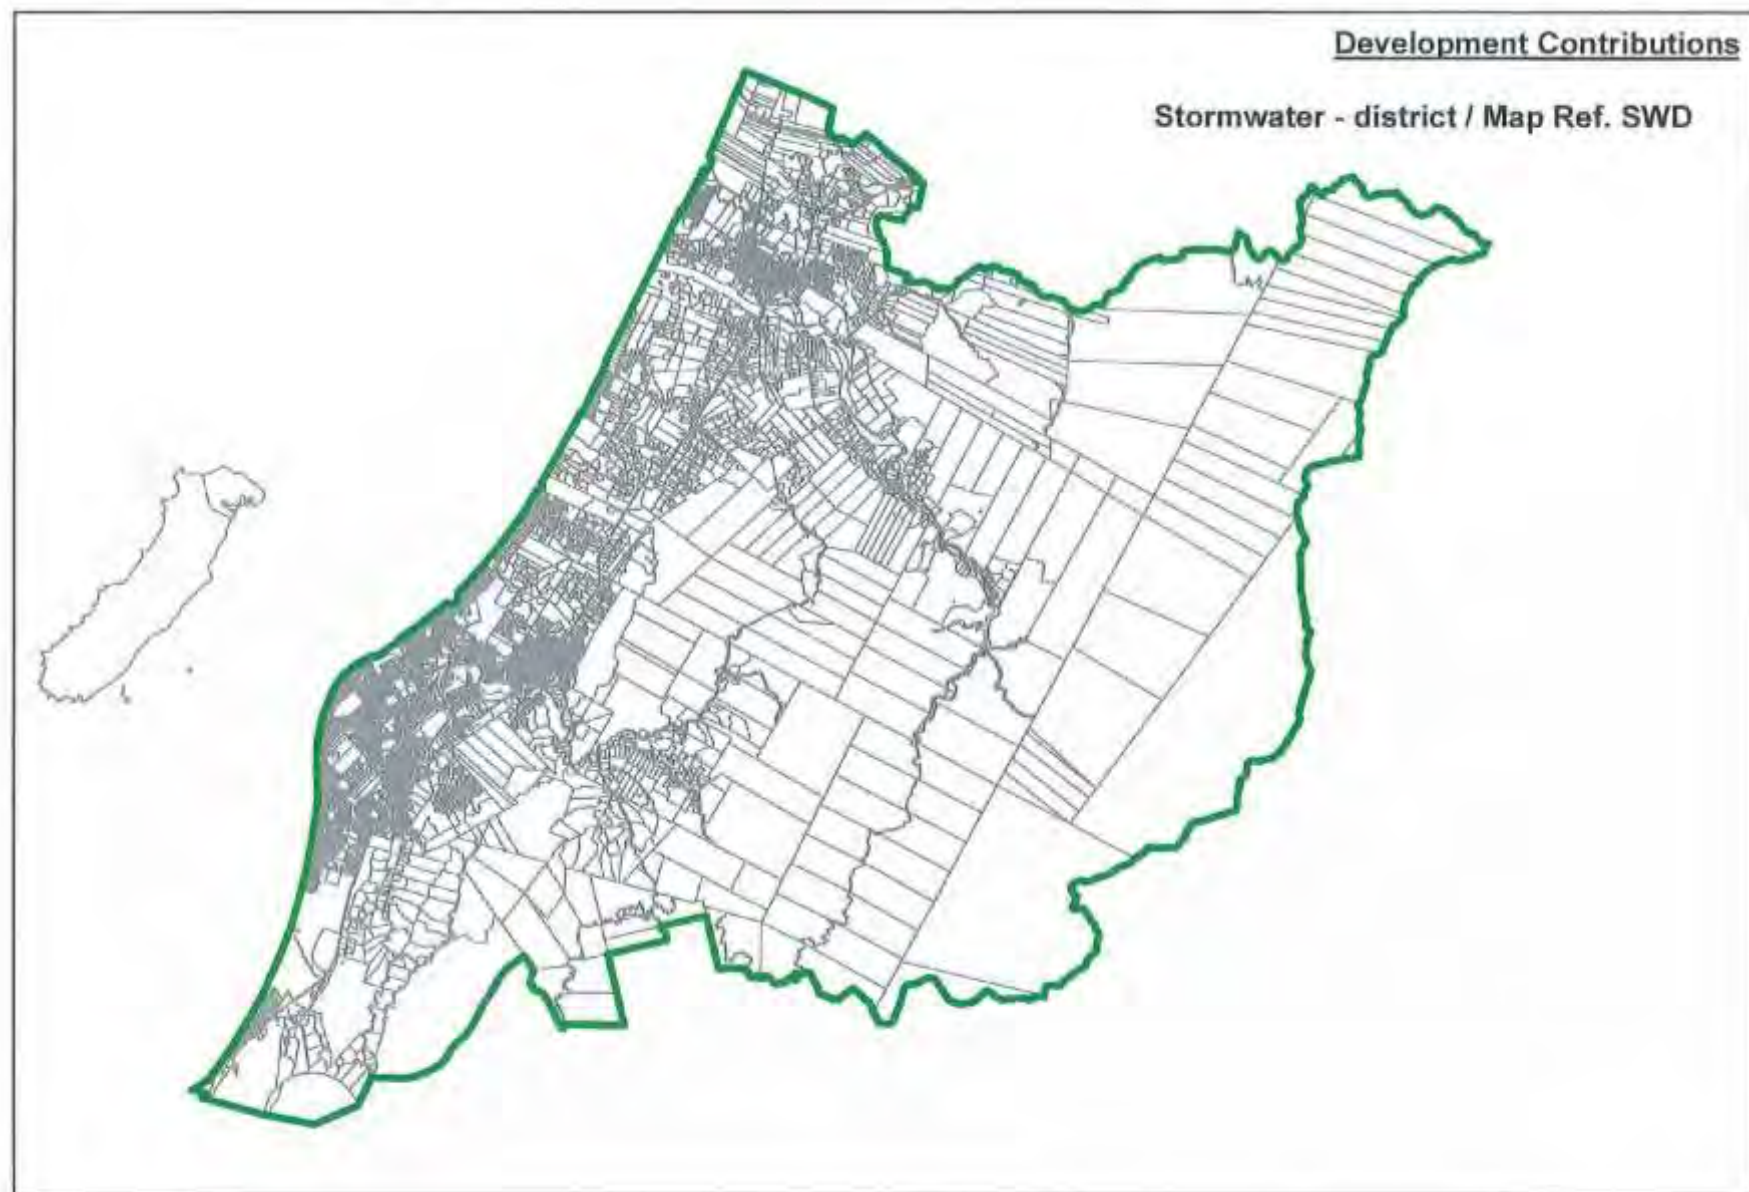 Development Contributions
Stormwater - district / Map Ref. SWD